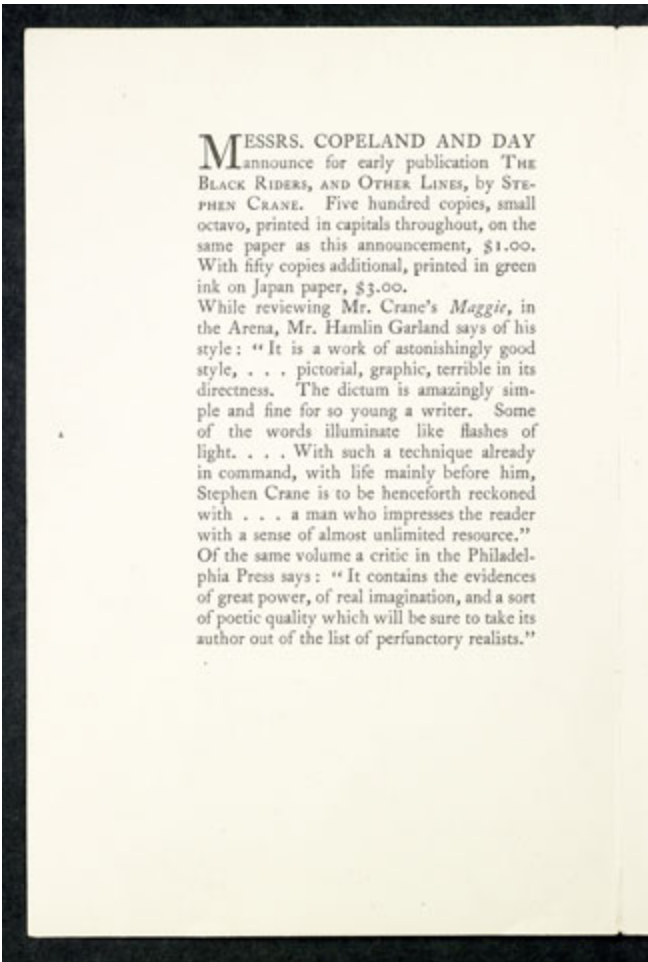 MESSRS. COPELAND AND DAY
announce for early publication THE
BLACK RIDERS, AND OTHER LINES, by STE-
PHEN CRANE. Five hundred copies, small
octavo, printed in capitals throughout, on the
same paper as this announcement, $1.00.
With fifty copies additional, printed in green
ink on Japan paper, $3.00.
While reviewing Mr. Crane's Maggie, in
the Arena, Mr. Hamlin Garland says of his
style: "It is a work of astonishingly good
style, . . . pictorial, graphic, terrible in its
directness. The dictum is amazingly sim-
ple and fine for so young a writer. Some
of the words illuminate like flashes of
light. . . . With such a technique already
in command, with life mainly before him,
Stephen Crane is to be henceforth reckoned
with . . . a man who impresses the reader
with a sense of almost unlimited resource."
Of the same volume a critic in the Philadel-
phia Press says: "It contains the evidences
of great power, of real imagination, and a sort
of poetic quality which will be sure to take its
author out of the list of perfunctory realists."